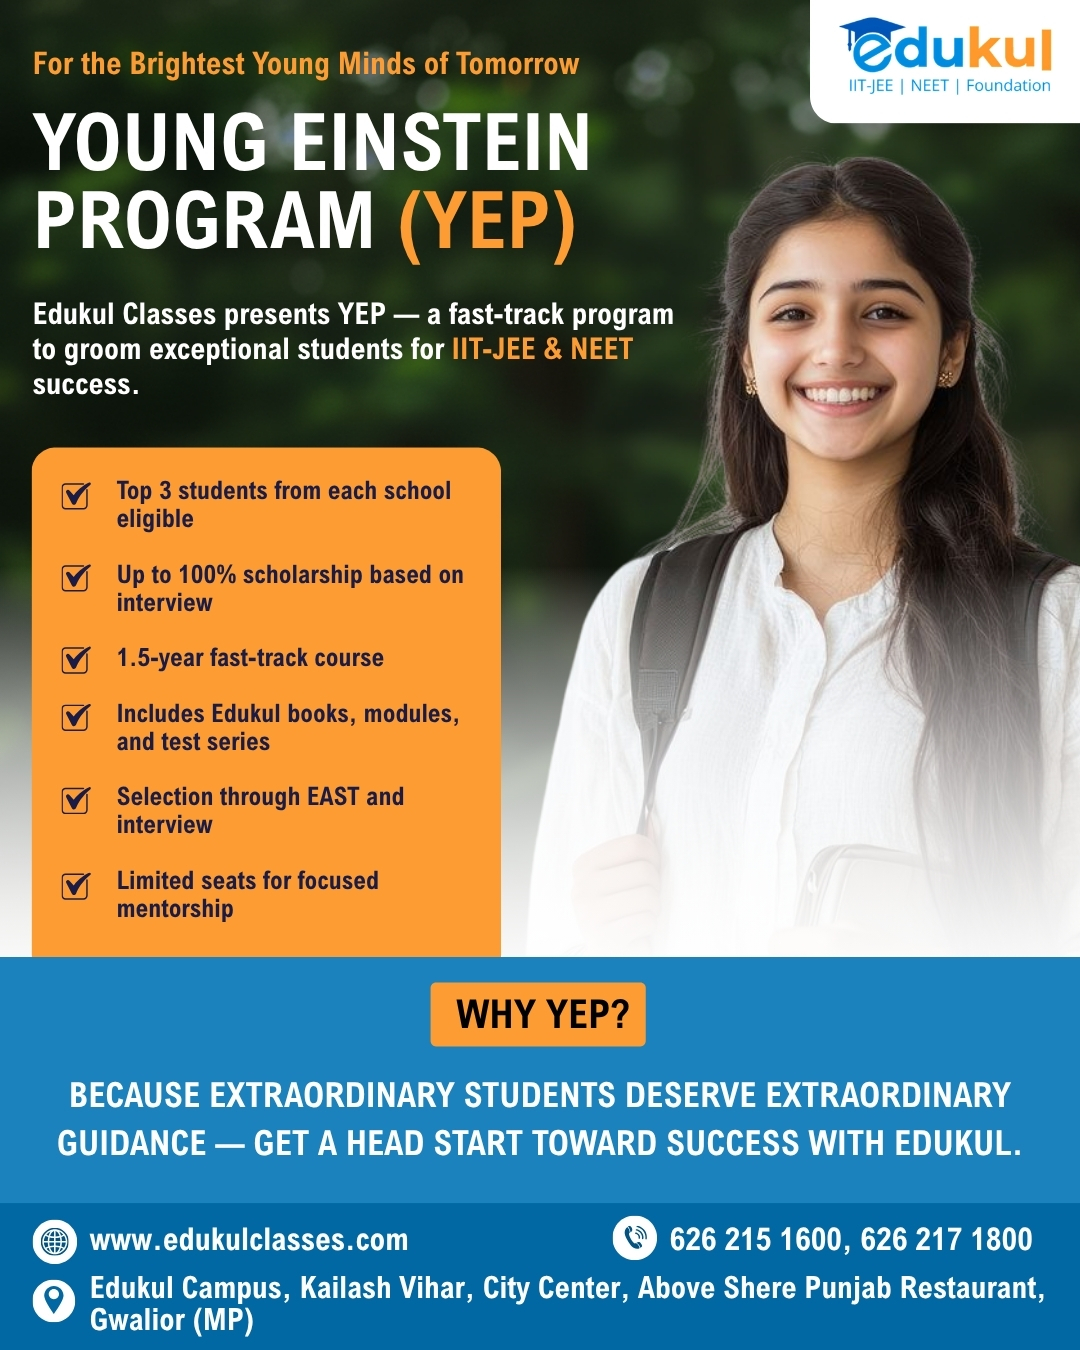 edukul
IIT-JEE | NEET | Foundation
For the Brightest Young Minds of Tomorrow
YOUNG EINSTEIN
PROGRAM (YEP)
Edukul Classes presents YEP — a fast-track program
to groom exceptional students for IIT-JEE & NEET
success.
Top 3 students from each school
eligible
Up to 100% scholarship based on
interview
1.5-year fast-track course
Includes Edukul books, modules,
and test series
Selection through EAST and
interview
Limited seats for focused
mentorship
WHY YEP?
BECAUSE EXTRAORDINARY STUDENTS DESERVE EXTRAORDINARY
GUIDANCE — GET A HEAD START TOWARD SUCCESS WITH EDUKUL.
www.edukulclasses.com
626 215 1600, 626 217 1800
Edukul Campus, Kailash Vihar, City Center, Above Shere Punjab Restaurant,
Gwalior (MP)